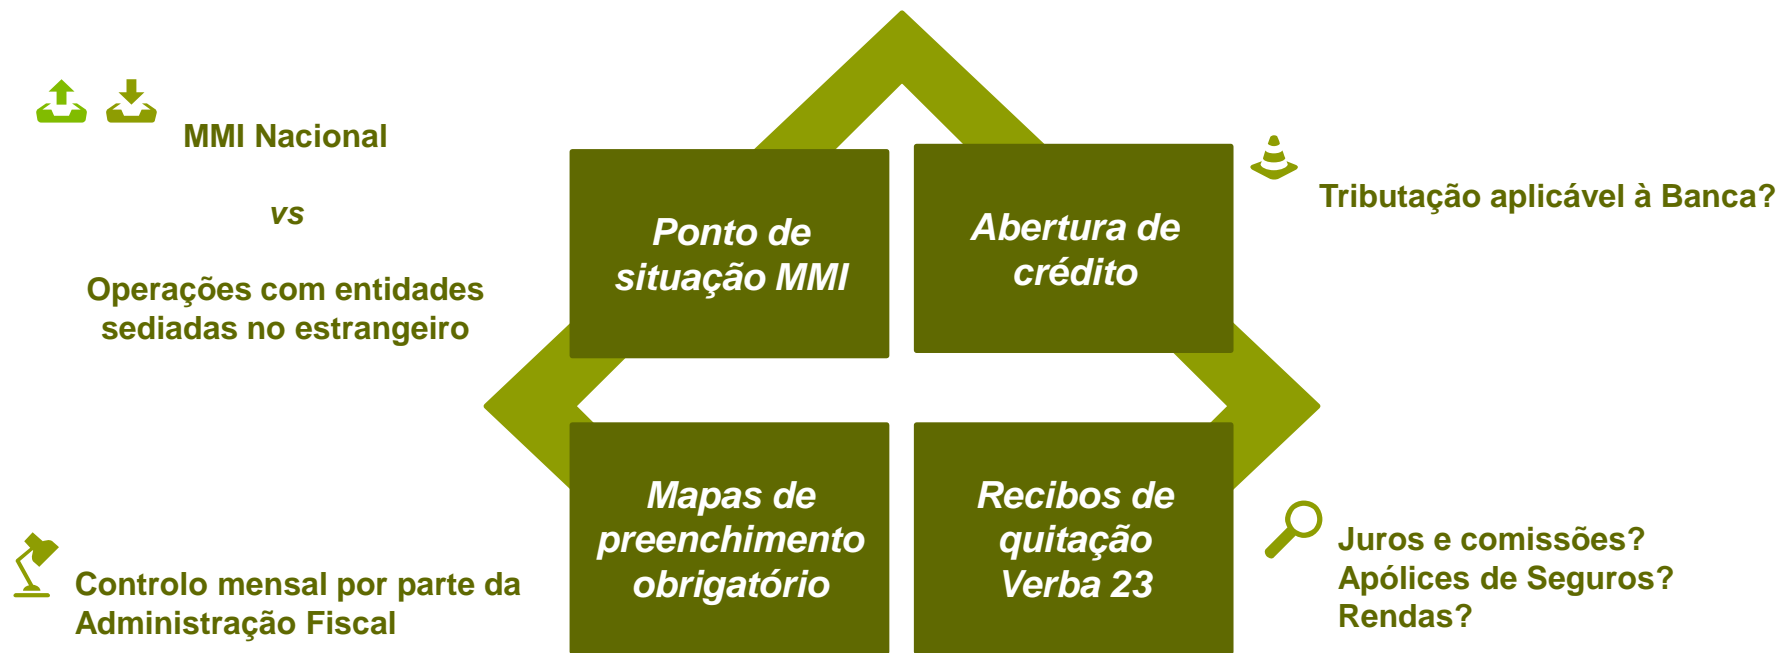 MMI Nacional
vs
Operações com entidades
sediadas no estrangeiro
Ponto de
situação MMI
Abertura de
crédito
Tributação aplicável à Banca?
Controlo mensal por parte da
Administração Fiscal
Mapas de
preenchimento
obrigatório
Recibos de
quitação
Verba 23
Juros e comissões?
Apólices de Seguros?
Rendas?